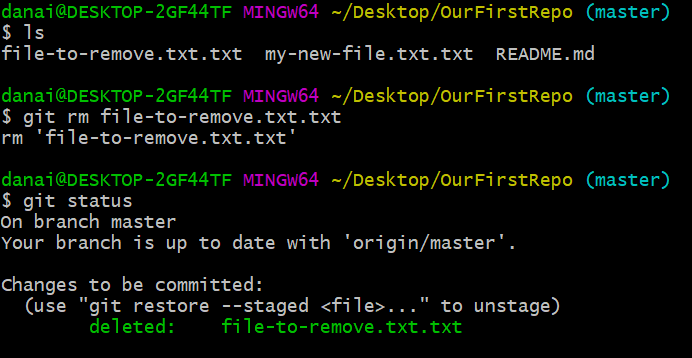 danai@DESKTOP-2GF44TF MINGW64 ~/Desktop/OurFirstRepo (master)
$ ls
file-to-remove.txt.txt  my-new-file.txt.txt  README.md
danai@DESKTOP-2GF44TF MINGW64 ~/Desktop/OurFirstRepo (master)
$ git rm file-to-remove.txt.txt
rm 'file-to-remove.txt.txt'
danai@DESKTOP-2GF44TF MINGW64 ~/Desktop/OurFirstRepo (master)
$ git status
On branch master
Your branch is up to date with 'origin/master'.
Changes to be committed:
  (use "git restore --staged <file>..." to unstage)
        deleted:    file-to-remove.txt.txt